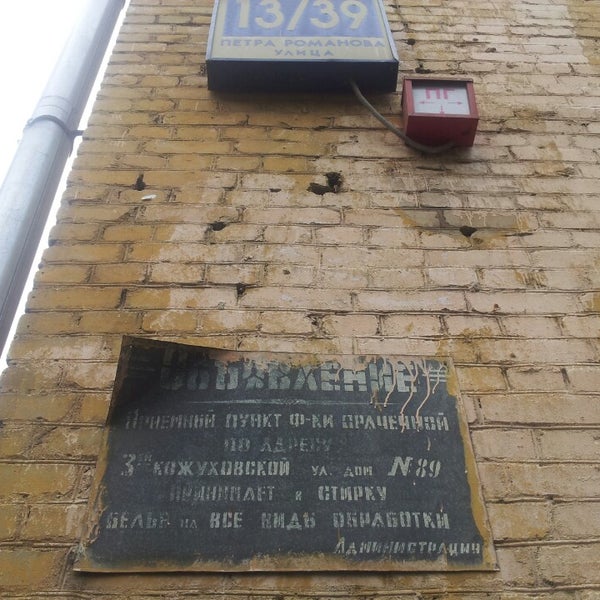 13/39
ПЕТРА РОМАНОВА
УЛИЦА
ПГ
ОБЪЯВЛЕНИЕ
ПРИЕМНЫЙ ПУНКТ Ф-КИ ПРАЧЕЧНОЙ
ПО АДРЕСУ
3ЕЙ КОЖУХОВСКОЙ УЛ. ДОМ №89
ПРИНИМАЕТ В СТИРКУ
БЕЛЬЕ НА ВСЕ ВИДЫ ОБРАБОТКИ
АДМИНИСТРАЦИЯ